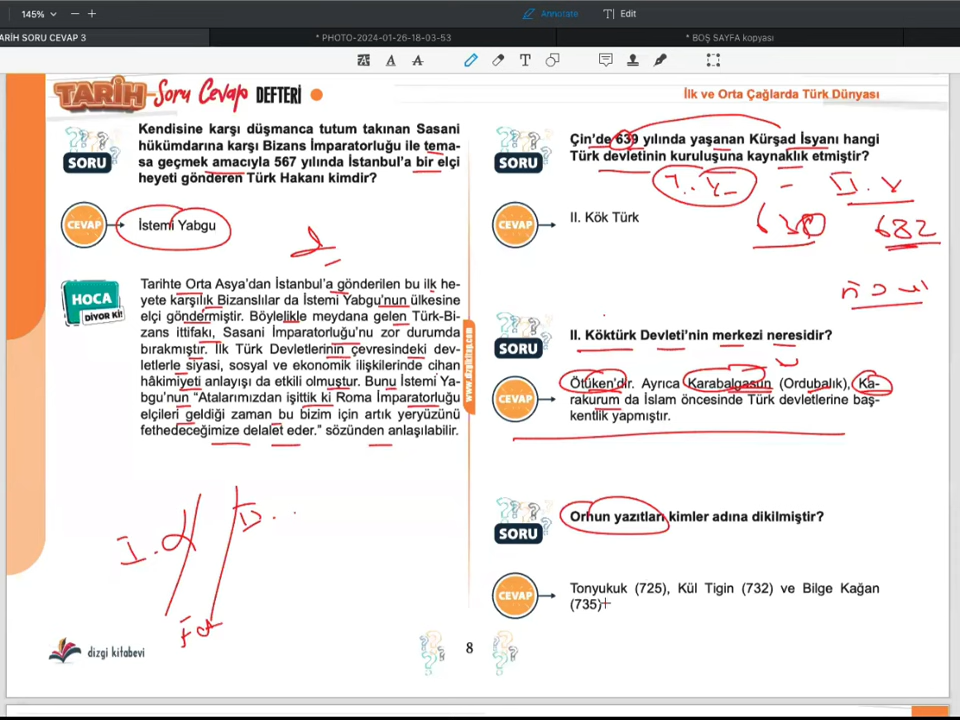 145%
Annotate
Edit
TARİH SORU CEVAP 3
* PHOTO-2024-01-26-18-03-53
* BOŞ SAYFA kopyası
TARİH Soru Cevap DEFTERİ
İlk ve Orta Çağlarda Türk Dünyası
SORU
Kendisine karşı düşmanca tutum takınan Sasani
hükümdarına karşı Bizans İmparatorluğu ile tema-
sa geçmek amacıyla 567 yılında İstanbul'a bir elçi
heyeti gönderen Türk Hakanı kimdir?
CEVAP
İstemi Yabgu
HOCA
DİYOR Kİ!
Tarihte Orta Asya'dan İstanbul'a gönderilen bu ilk he-
yete karşılık Bizanslılar da İstemi Yabgu'nun ülkesine
elçi göndermiştir. Böylelikle meydana gelen Türk-Bi-
zans ittifakı, Sasani İmparatorluğu'nu zor durumda
bırakmıştır. İlk Türk Devletlerinin çevresindeki dev-
letlerle siyasi, sosyal ve ekonomik ilişkilerinde cihan
hâkimiyeti anlayışı da etkili olmuştur. Bunu İstemi Ya-
bgu'nun "Atalarımızdan işittik ki Roma İmparatorluğu
elçileri geldiği zaman bu bizim için artık yeryüzünü
fethedeceğimize delalet eder." sözünden anlaşılabilir.
I.
www.dizgikitap.com
SORU
Çin'de 639 yılında yaşanan Kürşad İsyanı hangi
Türk devletinin kuruluşuna kaynaklık etmiştir?
CEVAP
II. Kök Türk
630 682
SORU
II. Köktürk Devleti'nin merkezi neresidir?
CEVAP
Ötüken'dir. Ayrıca Karabalgasun (Ordubalık), Ka-
rakurum da İslam öncesinde Türk devletlerine baş-
kentlik yapmıştır.
SORU
Orhun yazıtları kimler adına dikilmiştir?
CEVAP
Tonyukuk (725), Kül Tigin (732) ve Bilge Kağan
(735)
dizgi kitabevi
8